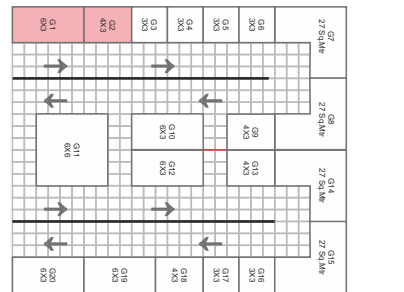 G1
6X3
G2
4X3
G3
3X3
G4
3X3
G5
3X3
G6
3X3
G7
27 Sq.Mtr
G8
27 Sq.Mtr
G9
4X3
G10
6X3
G11
6X6
G12
6X3
G13
4X3
G14
27 Sq.Mtr
G15
27 Sq.Mtr
G20
6X3
G19
6X3
G18
4X3
G17
3X3
G16
3X3